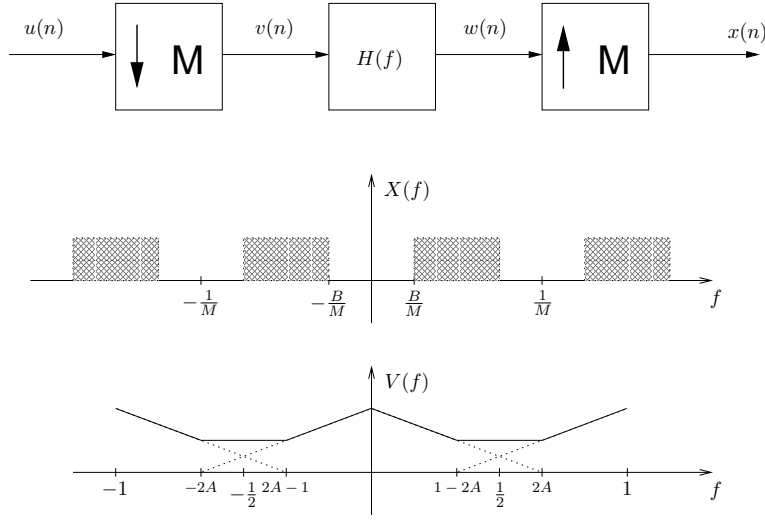 u(n) v(n) w(n) x(n)
M H(f) M
X(f)
−1/M −B/M B/M 1/M f
V(f)
−1 −2A −1/2 2A − 1 1 − 2A 1/2 2A 1 f